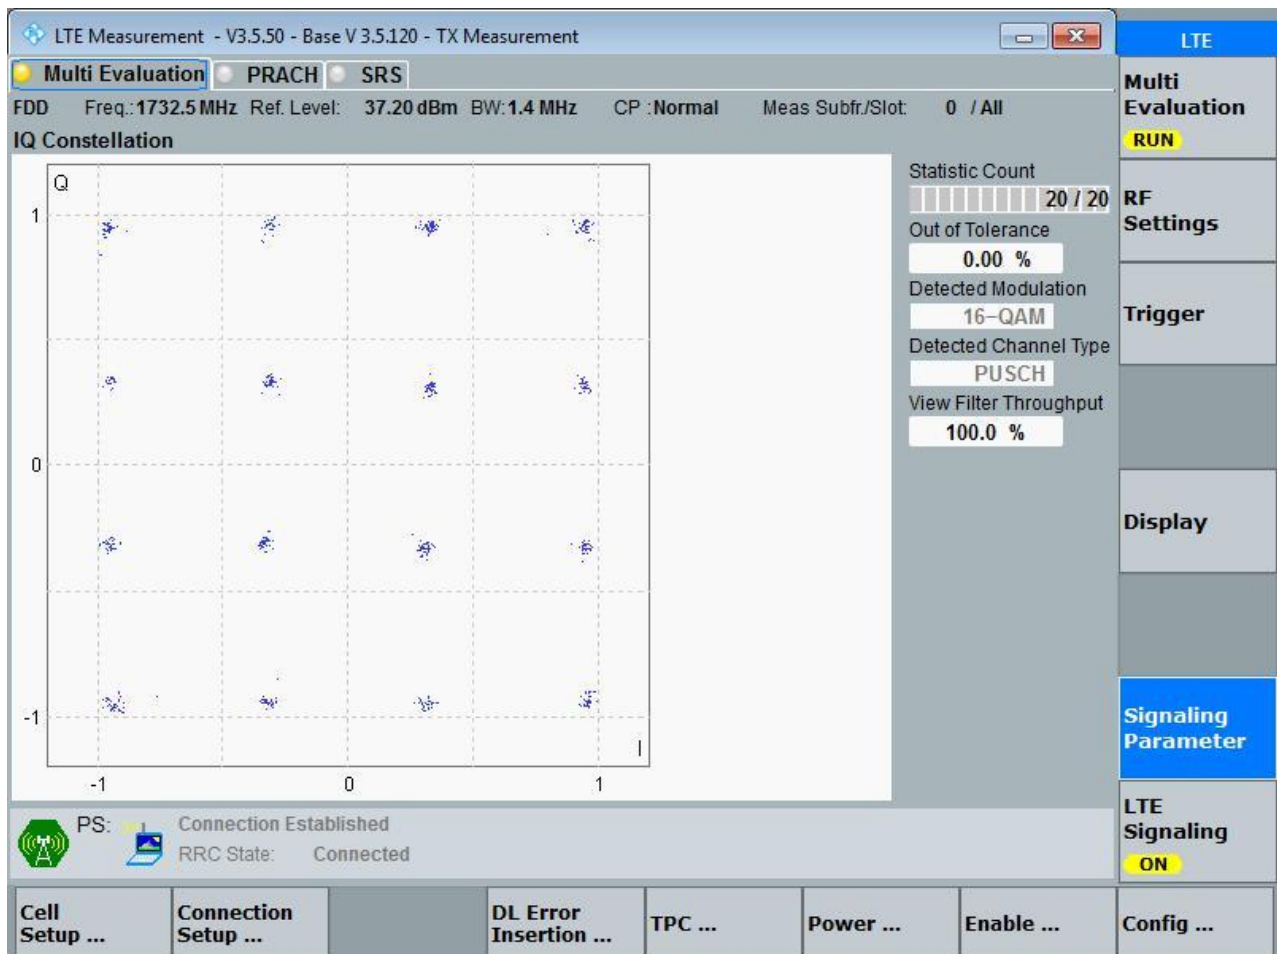 LTE Measurement - V3.5.50 - Base V 3.5.120 - TX Measurement
LTE
Multi Evaluation PRACH SRS
FDD Freq.: 1732.5 MHz Ref. Level: 37.20 dBm BW: 1.4 MHz CP : Normal Meas Subfr./Slot: 0 / All
IQ Constellation
Q
1
0
-1
I
-1 0 1
Statistic Count
20 / 20
Out of Tolerance
0.00 %
Detected Modulation
16-QAM
Detected Channel Type
PUSCH
View Filter Throughput
100.0 %
Multi
Evaluation
RUN
RF
Settings
Trigger
Display
Signaling
Parameter
LTE
Signaling
ON
PS:
Connection Established
RRC State: Connected
Cell
Setup ...
Connection
Setup ...
DL Error
Insertion ...
TPC ...
Power ...
Enable ...
Config ...